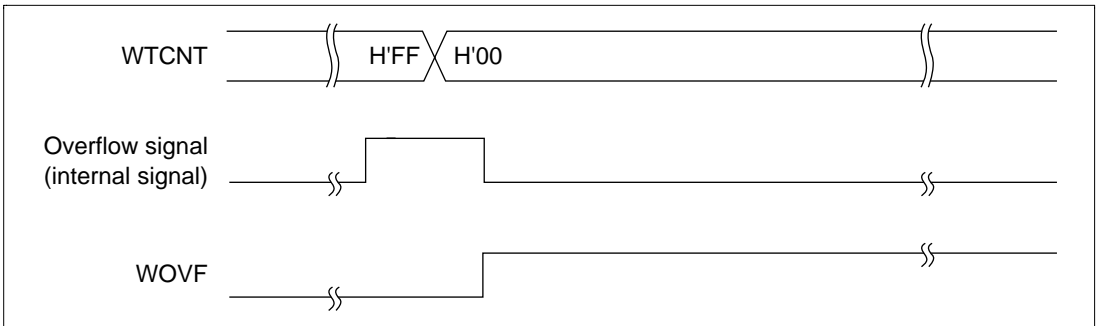 WTCNT H'FF H'00
Overflow signal
(internal signal)
WOVF